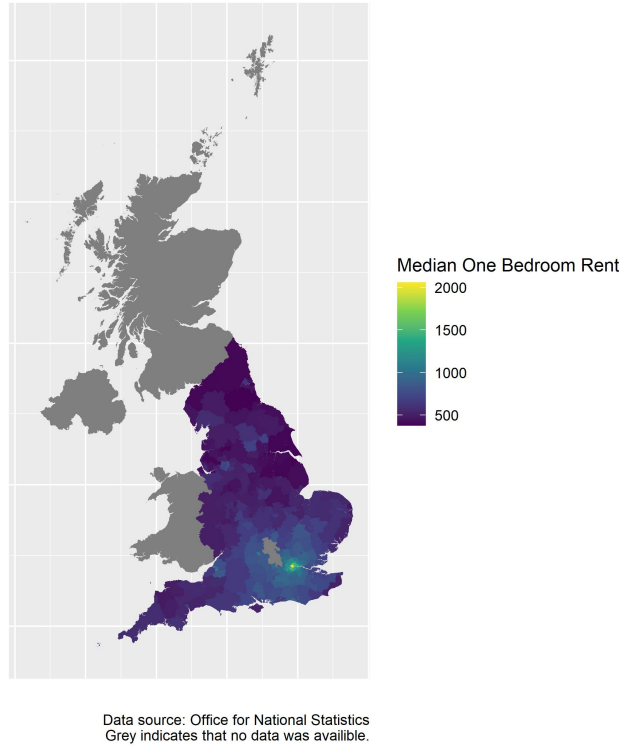 Median One Bedroom Rent
2000
1500
1000
500
Data source: Office for National Statistics
Grey indicates that no data was availible.